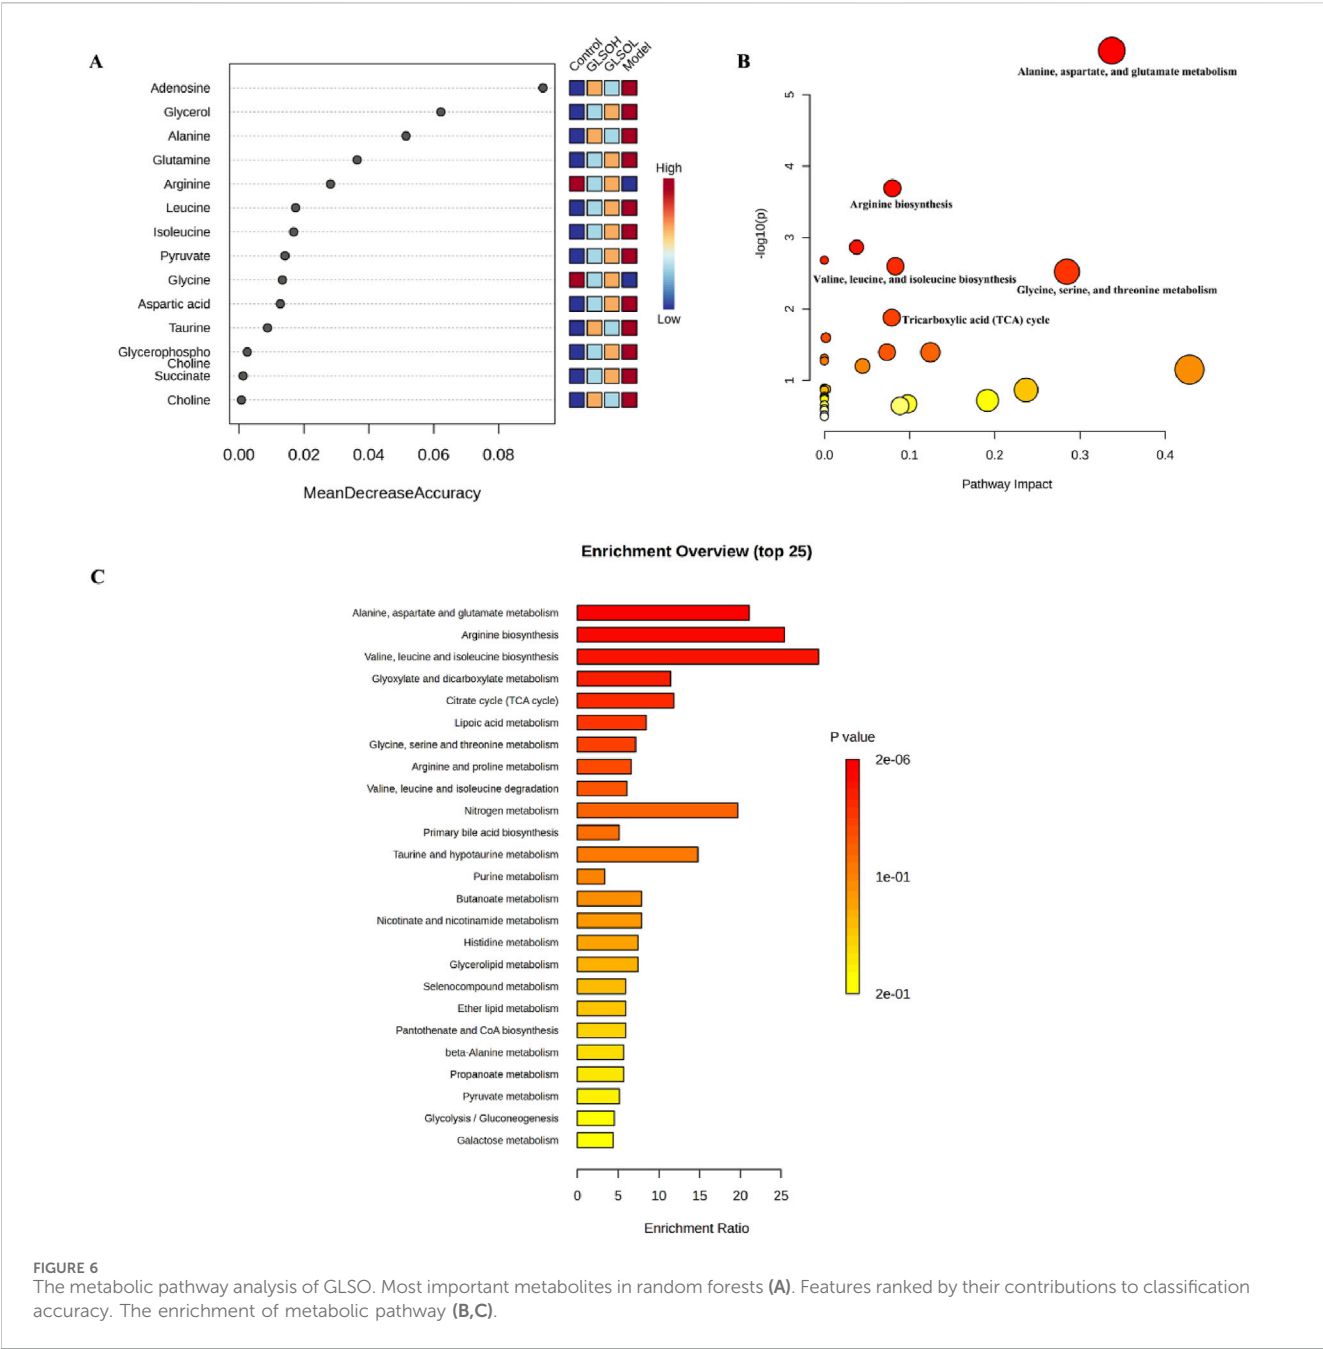 A
Control
GLSOH
GLSOL
Model
Adenosine
Glycerol
Alanine
Glutamine
Arginine
Leucine
Isoleucine
Pyruvate
Glycine
Aspartic acid
Taurine
Glycerophospho
Choline
Succinate
Choline
High
Low
0.00 0.02 0.04 0.06 0.08
MeanDecreaseAccuracy
B
Alanine, aspartate, and glutamate metabolism
Arginine biosynthesis
Valine, leucine, and isoleucine biosynthesis
Glycine, serine, and threonine metabolism
Tricarboxylic acid (TCA) cycle
-log10(p)
5
4
3
2
1
0.0 0.1 0.2 0.3 0.4
Pathway Impact
Enrichment Overview (top 25)
C
Alanine, aspartate and glutamate metabolism
Arginine biosynthesis
Valine, leucine and isoleucine biosynthesis
Glyoxylate and dicarboxylate metabolism
Citrate cycle (TCA cycle)
Lipoic acid metabolism
Glycine, serine and threonine metabolism
Arginine and proline metabolism
Valine, leucine and isoleucine degradation
Nitrogen metabolism
Primary bile acid biosynthesis
Taurine and hypotaurine metabolism
Purine metabolism
Butanoate metabolism
Nicotinate and nicotinamide metabolism
Histidine metabolism
Glycerolipid metabolism
Selenocompound metabolism
Ether lipid metabolism
Pantothenate and CoA biosynthesis
beta-Alanine metabolism
Propanoate metabolism
Pyruvate metabolism
Glycolysis / Gluconeogenesis
Galactose metabolism
0 5 10 15 20 25
Enrichment Ratio
P value
2e-06
1e-01
2e-01
FIGURE 6
The metabolic pathway analysis of GLSO. Most important metabolites in random forests (A). Features ranked by their contributions to classification
accuracy. The enrichment of metabolic pathway (B,C).